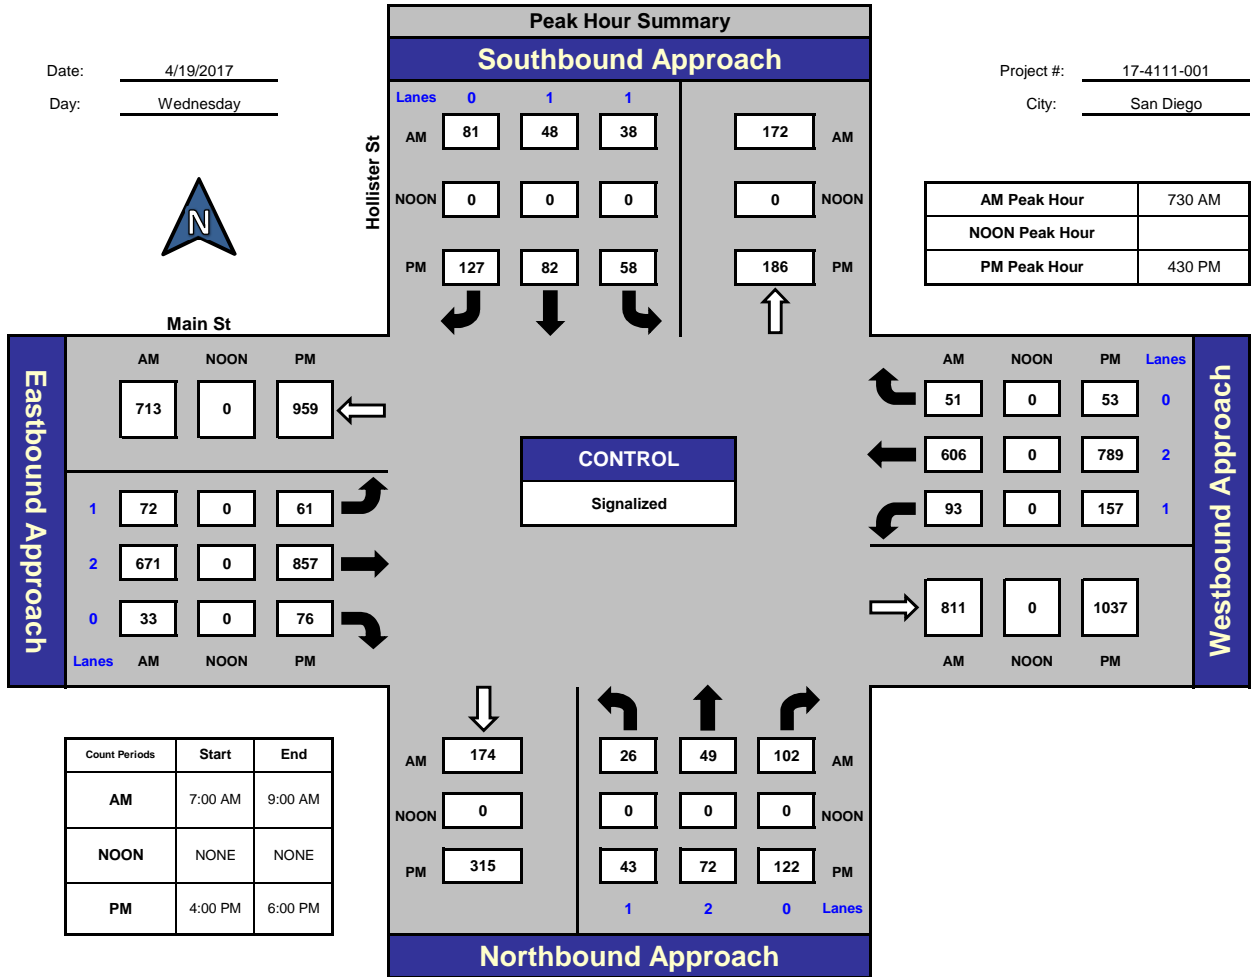 Peak Hour Summary
Southbound Approach
Date: 4/19/2017
Day: Wednesday
Project #: 17-4111-001
City: San Diego
N
Hollister St
Lanes 0 1 1
AM 81 48 38 172 AM
NOON 0 0 0 0 NOON
PM 127 82 58 186 PM
AM Peak Hour 730 AM
NOON Peak Hour
PM Peak Hour 430 PM
Main St
Eastbound Approach
AM NOON PM
713 0 959
1 72 0 61
2 671 0 857
0 33 0 76
Lanes AM NOON PM
CONTROL
Signalized
AM NOON PM Lanes
51 0 53 0
606 0 789 2
93 0 157 1
811 0 1037
AM NOON PM
Westbound Approach
Count Periods Start End
AM 7:00 AM 9:00 AM
NOON NONE NONE
PM 4:00 PM 6:00 PM
AM 174 26 49 102 AM
NOON 0 0 0 0 NOON
PM 315 43 72 122 PM
1 2 0 Lanes
Northbound Approach